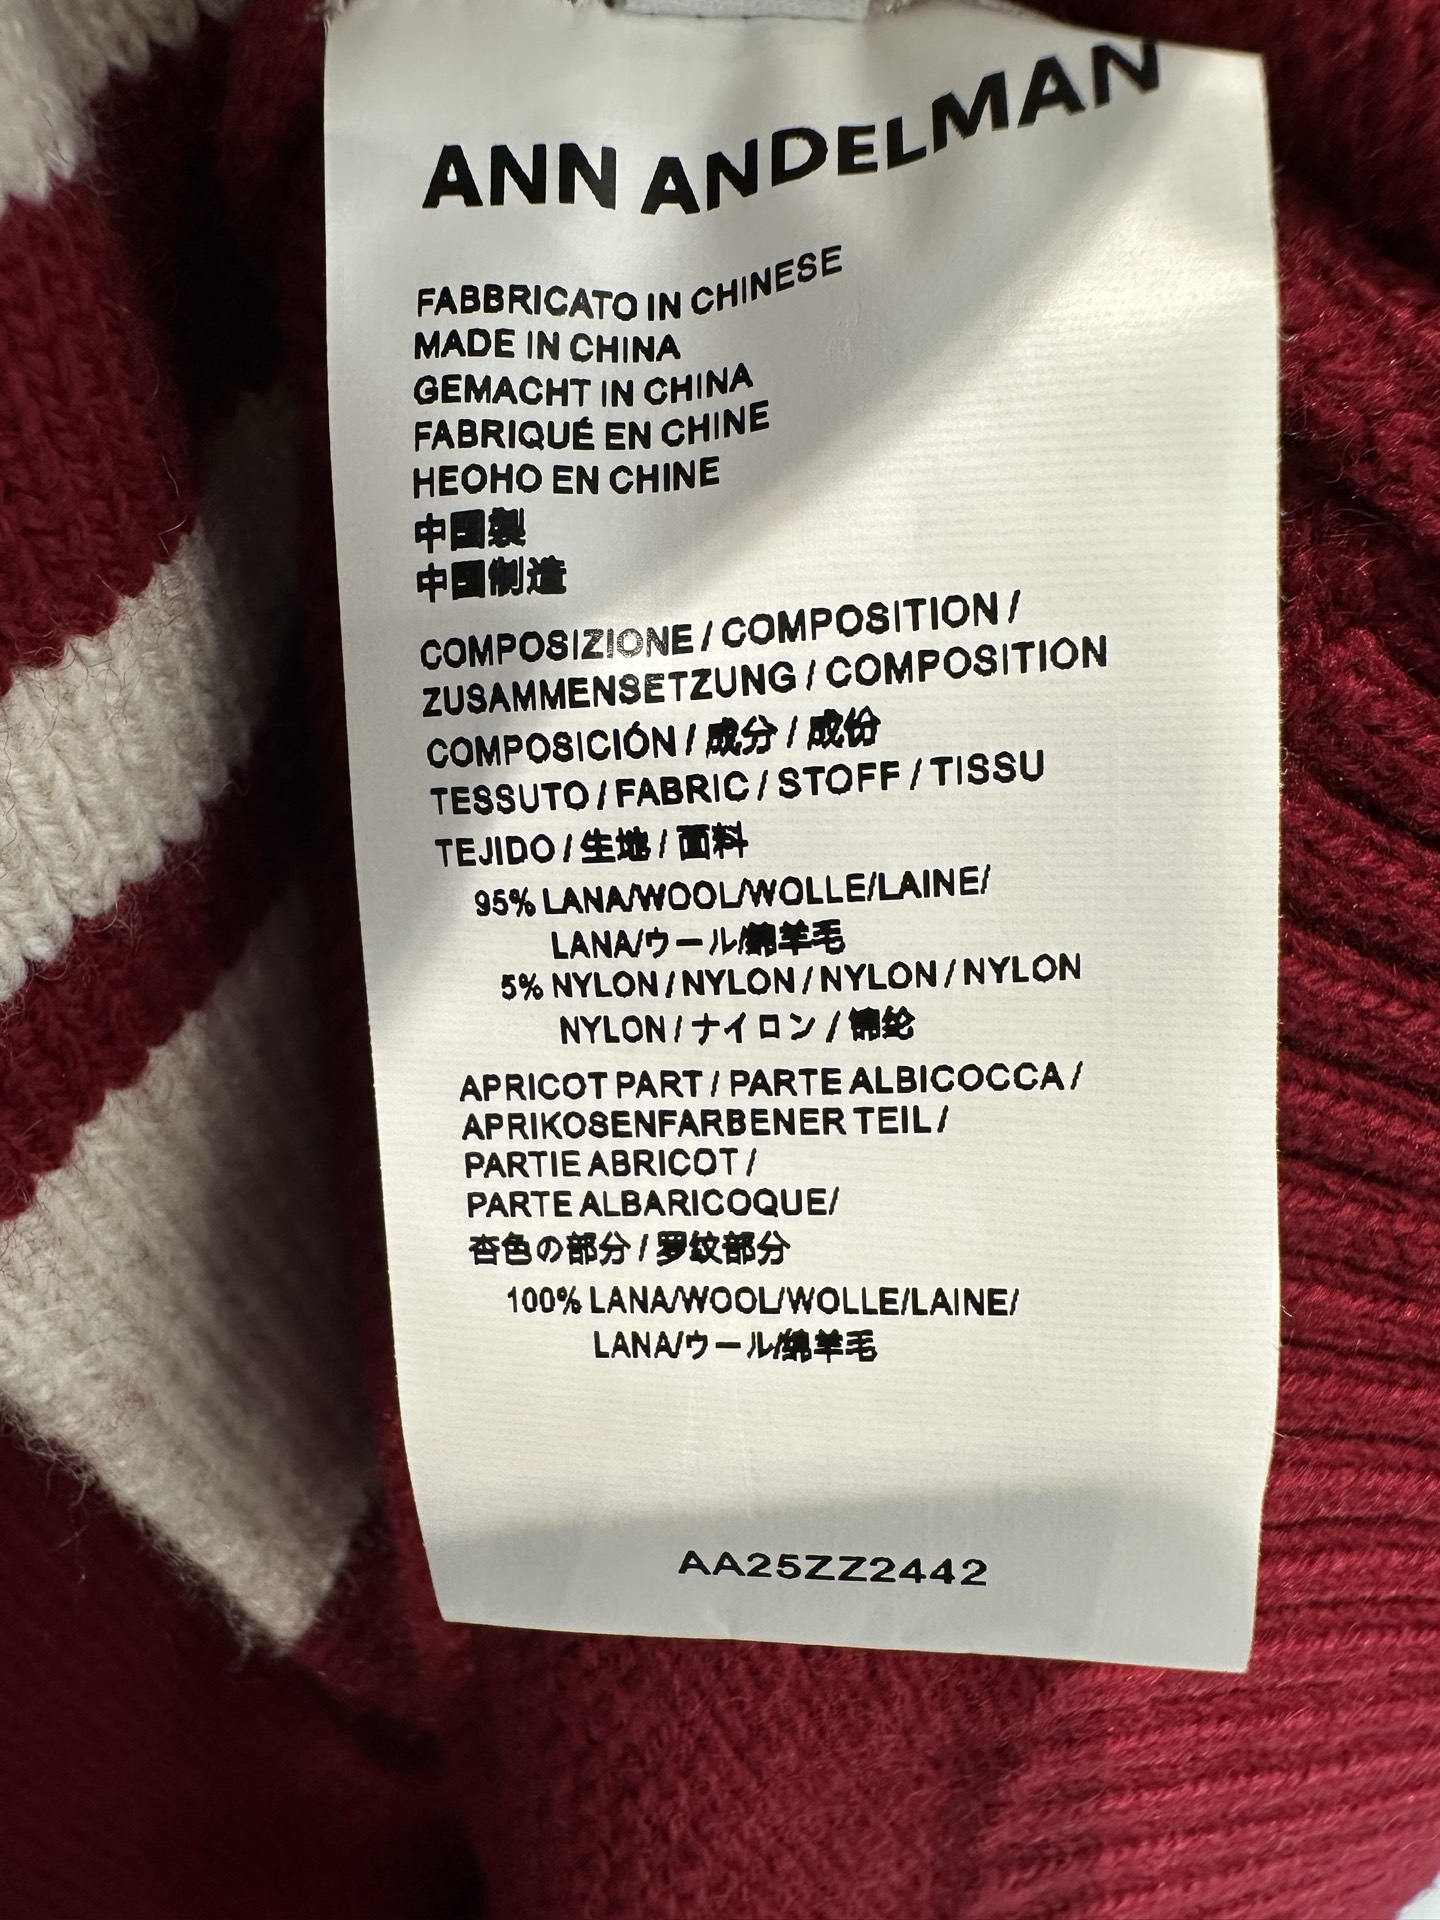 ANN ANDELMAN
FABBRICATO IN CHINESE
MADE IN CHINA
GEMACHT IN CHINA
FABRIQUÉ EN CHINE
HEOHO EN CHINE
中国製
中国制造
COMPOSIZIONE / COMPOSITION /
ZUSAMMENSETZUNG / COMPOSITION
COMPOSICIÓN / 成分 / 成份
TESSUTO / FABRIC / STOFF / TISSU
TEJIDO / 生地 / 面料
95% LANA/WOOL/WOLLE/LAINE/
LANA/ウール/绵羊毛
5% NYLON / NYLON / NYLON / NYLON
NYLON / ナイロン / 锦纶
APRICOT PART / PARTE ALBICOCCA /
APRIKOSENFARBENER TEIL /
PARTIE ABRICOT /
PARTE ALBARICOQUE/
杏色の部分 / 罗纹部分
100% LANA/WOOL/WOLLE/LAINE/
LANA/ウール/绵羊毛
AA25ZZ2442